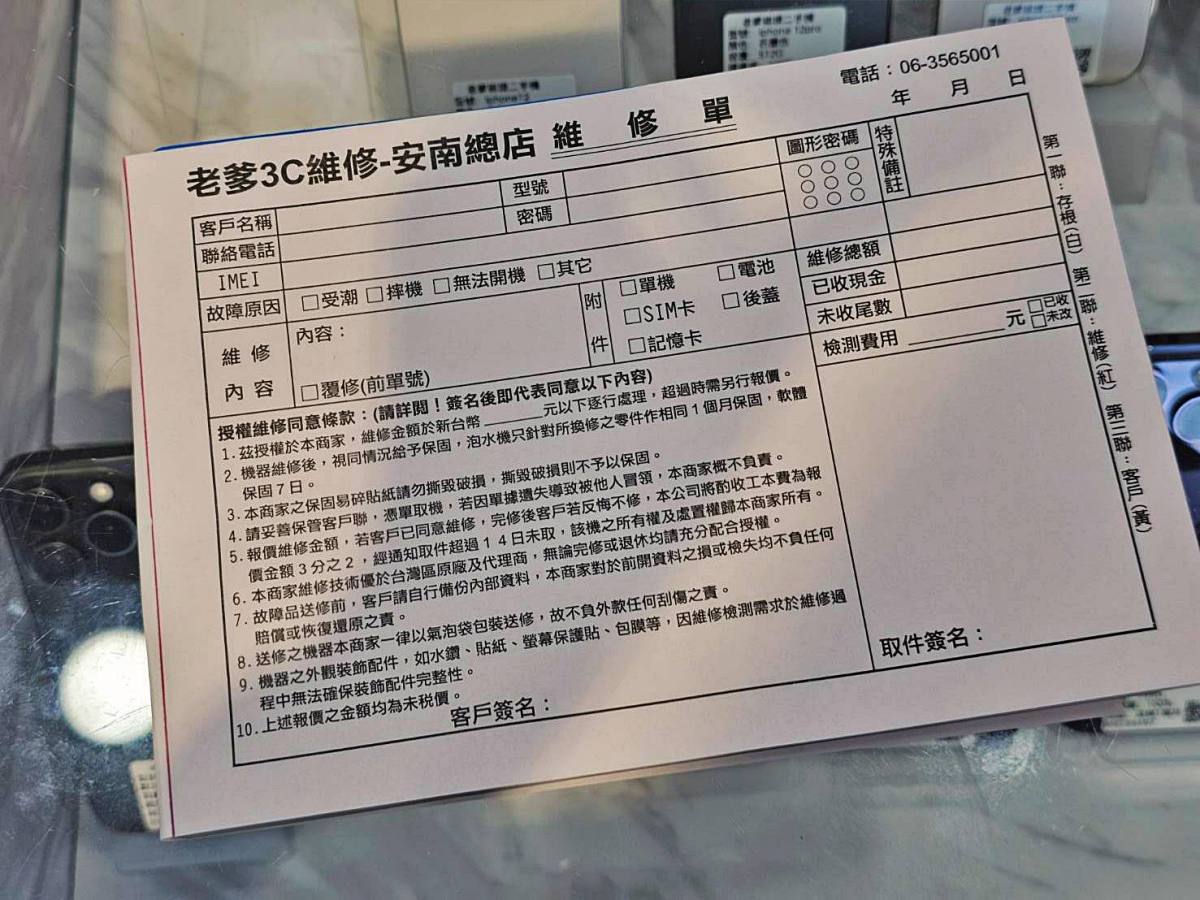 老爹3C維修-安南總店 維修單
電話：06-3565001
年 月 日
客戶名稱
型號
圖形密碼
特殊備註
聯絡電話
密碼
IMEI
維修總額
故障原因 □受潮 □摔機 □無法開機 □其它
附件
□單機 □電池
□SIM卡 □後蓋
□記憶卡
已收現金
未收尾數
維修內容
內容：
□覆修(前單號)
檢測費用 元 □已收 □未改
授權維修同意條款：(請詳閱！簽名後即代表同意以下內容)
1.茲授權於本商家，維修金額於新台幣 元以下逐行處理，超過時需另行報價。
2.機器維修後，視同情況給予保固，泡水機只針對所換修之零件作相同1個月保固，軟體
保固7日。
3.本商家之保固易碎貼紙請勿撕毀破損，撕毀破損則不予以保固。
4.請妥善保管客戶聯，憑單取機，若因單據遺失導致被他人冒領，本商家概不負責。
5.報價維修金額，若客戶已同意維修，完修後客戶若反悔不修，本公司將酌收工本費為報
價金額3分之2，經通知取件超過14日未取，該機之所有權及處置權歸本商家所有。
6.本商家維修技術優於台灣區原廠及代理商，無論完修或退休均請充分配合授權。
7.故障品送修前，客戶請自行備份內部資料，本商家對於前開資料之損或檢失均不負任何
賠償或恢復還原之責。
8.送修之機器本商家一律以氣泡袋包裝送修，故不負外款任何刮傷之責。
9.機器之外觀裝飾配件，如水鑽、貼紙、螢幕保護貼、包膜等，因維修檢測需求於維修過
程中無法確保裝飾配件完整性。
10.上述報價之金額均為未税價。
客戶簽名：
取件簽名：
第一聯：存根(白) 第二聯：維修(紅) 第三聯：客戶(黃)